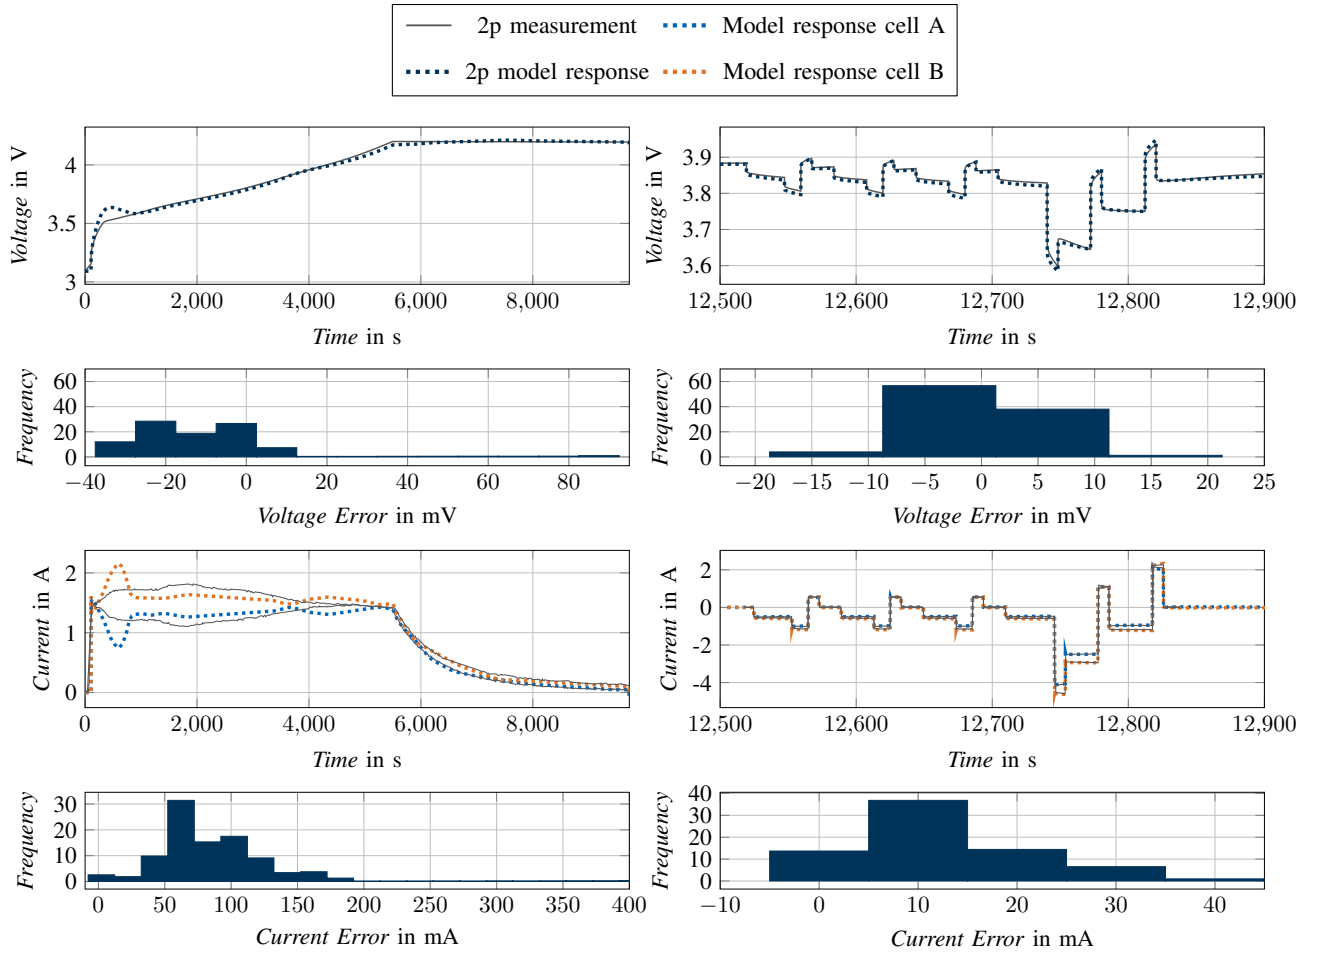 2p measurement Model response cell A
2p model response Model response cell B
Voltage in V
4
3.5
3
0 2,000 4,000 6,000 8,000
Time in s
Voltage in V
3.9
3.8
3.7
3.6
12,500 12,600 12,700 12,800 12,900
Time in s
Frequency
60
40
20
0
−40 −20 0 20 40 60 80
Voltage Error in mV
Frequency
60
40
20
0
−20 −15 −10 −5 0 5 10 15 20 25
Voltage Error in mV
Current in A
2
1
0
0 2,000 4,000 6,000 8,000
Time in s
Current in A
2
0
-2
-4
12,500 12,600 12,700 12,800 12,900
Time in s
Frequency
30
20
10
0
0 50 100 150 200 250 300 350 400
Current Error in mA
Frequency
40
30
20
10
0
−10 0 10 20 30 40
Current Error in mA